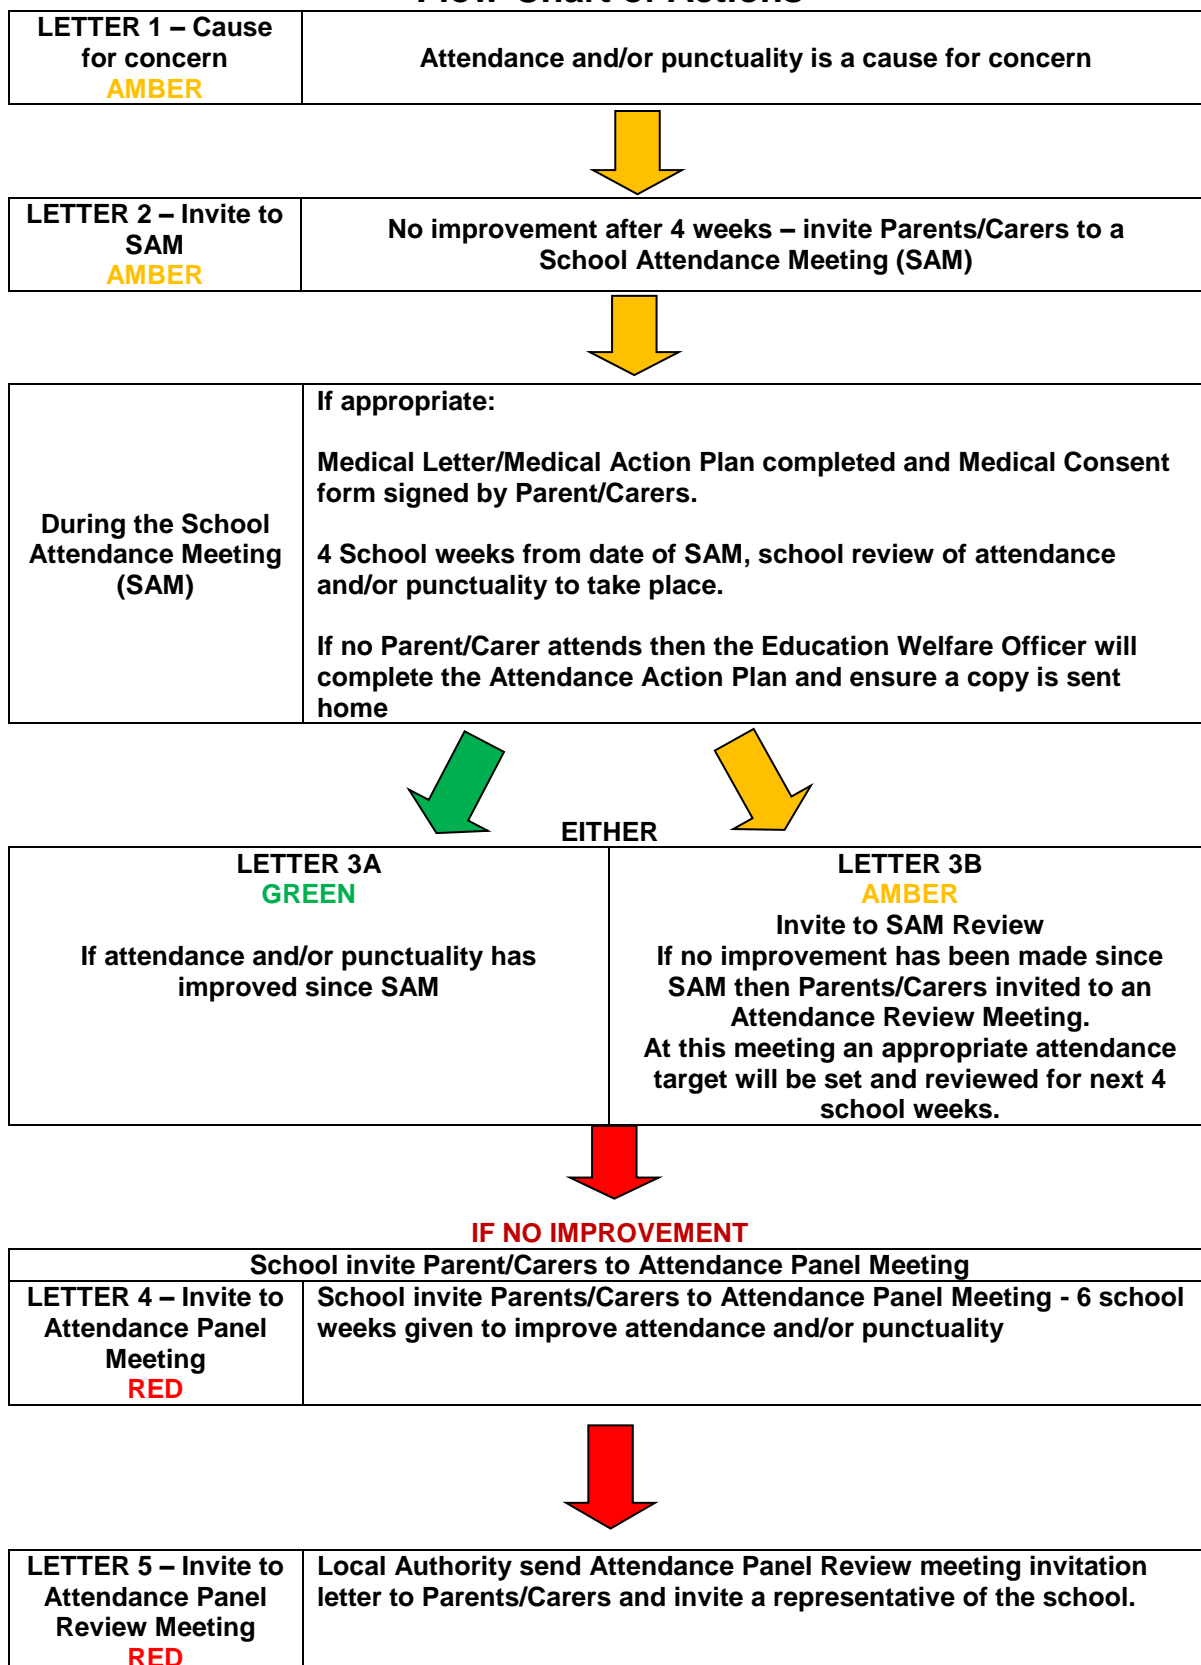 LETTER 1 – Cause
for concern
AMBER
Attendance and/or punctuality is a cause for concern
LETTER 2 – Invite to
SAM
AMBER
No improvement after 4 weeks – invite Parents/Carers to a
School Attendance Meeting (SAM)
During the School
Attendance Meeting
(SAM)
If appropriate:
Medical Letter/Medical Action Plan completed and Medical Consent
form signed by Parent/Carers.
4 School weeks from date of SAM, school review of attendance
and/or punctuality to take place.
If no Parent/Carer attends then the Education Welfare Officer will
complete the Attendance Action Plan and ensure a copy is sent
home
EITHER
LETTER 3A
GREEN
If attendance and/or punctuality has
improved since SAM
LETTER 3B
AMBER
Invite to SAM Review
If no improvement has been made since
SAM then Parents/Carers invited to an
Attendance Review Meeting.
At this meeting an appropriate attendance
target will be set and reviewed for next 4
school weeks.
IF NO IMPROVEMENT
School invite Parent/Carers to Attendance Panel Meeting
LETTER 4 – Invite to
Attendance Panel
Meeting
RED
School invite Parents/Carers to Attendance Panel Meeting - 6 school
weeks given to improve attendance and/or punctuality
LETTER 5 – Invite to
Attendance Panel
Review Meeting
RED
Local Authority send Attendance Panel Review meeting invitation
letter to Parents/Carers and invite a representative of the school.